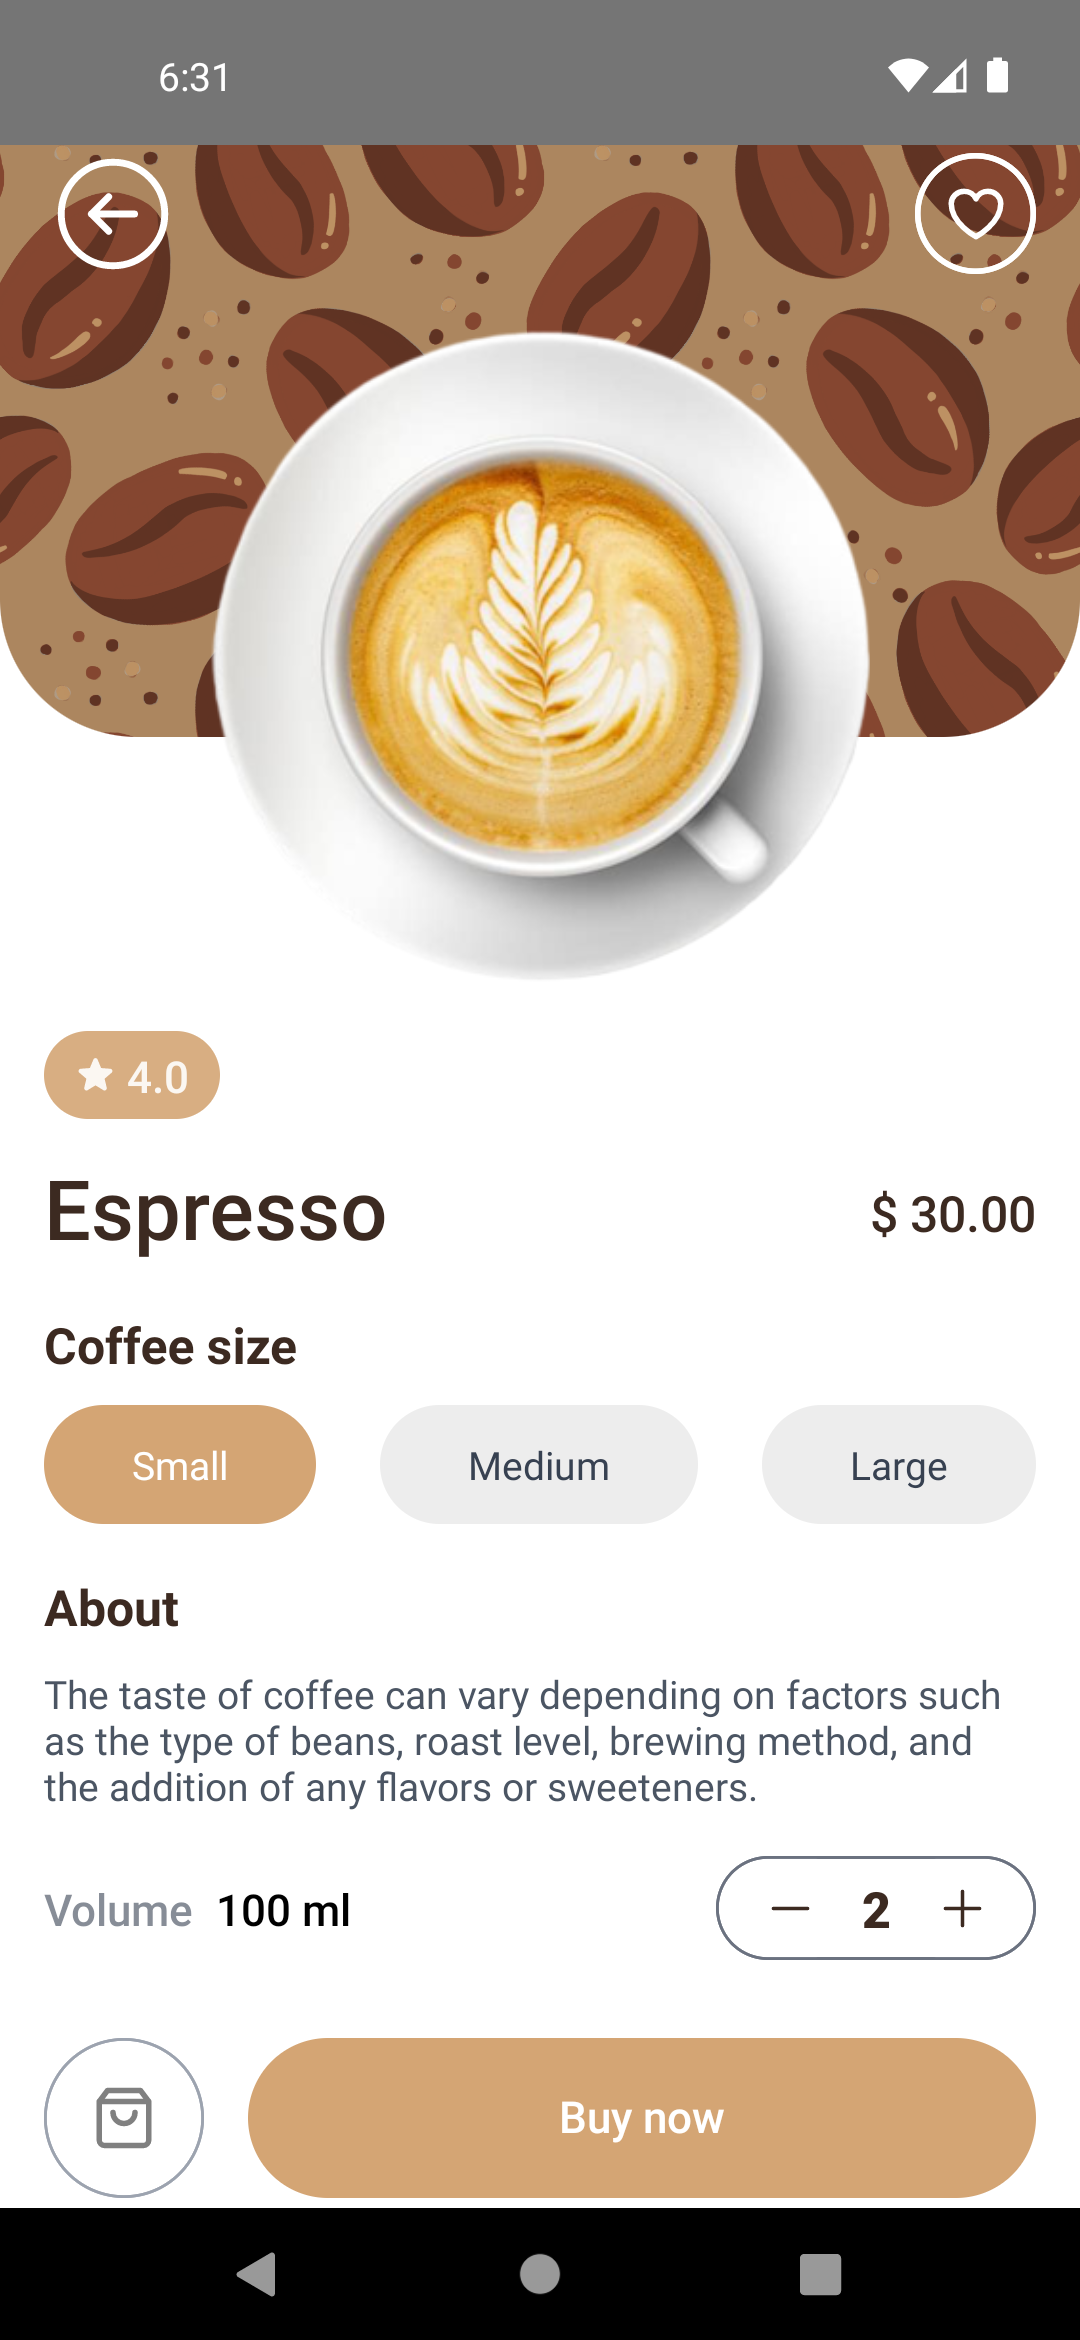 6:31
4.0
Espresso
$ 30.00
Coffee size
Small
Medium
Large
About
The taste of coffee can vary depending on factors such
as the type of beans, roast level, brewing method, and
the addition of any flavors or sweeteners.
Volume 100 ml
2
Buy now